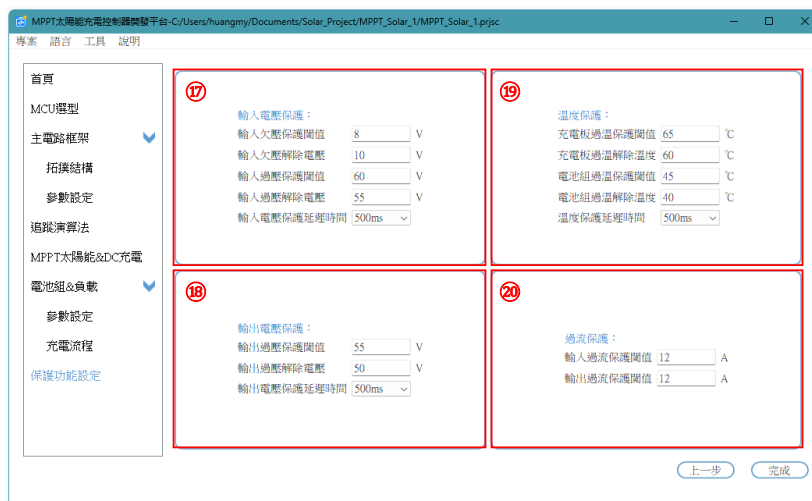 MPPT太陽能充電控制器開發平台-C:/Users/huangmy/Documents/Solar_Project/MPPT_Solar_1/MPPT_Solar_1.prjsc
專案 語言 工具 說明
首頁
MCU選型
主電路框架
拓撲結構
參數設定
追蹤演算法
MPPT太陽能&DC充電
電池組&負載
參數設定
充電流程
保護功能設定
⑰
輸入電壓保護：
輸入欠壓保護閾值 8 V
輸入欠壓解除電壓 10 V
輸入過壓保護閾值 60 V
輸入過壓解除電壓 55 V
輸入電壓保護延遲時間 500ms
⑲
溫度保護：
充電板過溫保護閾值 65 ℃
充電板過溫解除溫度 60 ℃
電池組過溫保護閾值 45 ℃
電池組過溫解除溫度 40 ℃
溫度保護延遲時間 500ms
⑱
輸出電壓保護：
輸出過壓保護閾值 55 V
輸出過壓解除電壓 50 V
輸出電壓保護延遲時間 500ms
⑳
過流保護：
輸入過流保護閾值 12 A
輸出過流保護閾值 12 A
上一步 完成